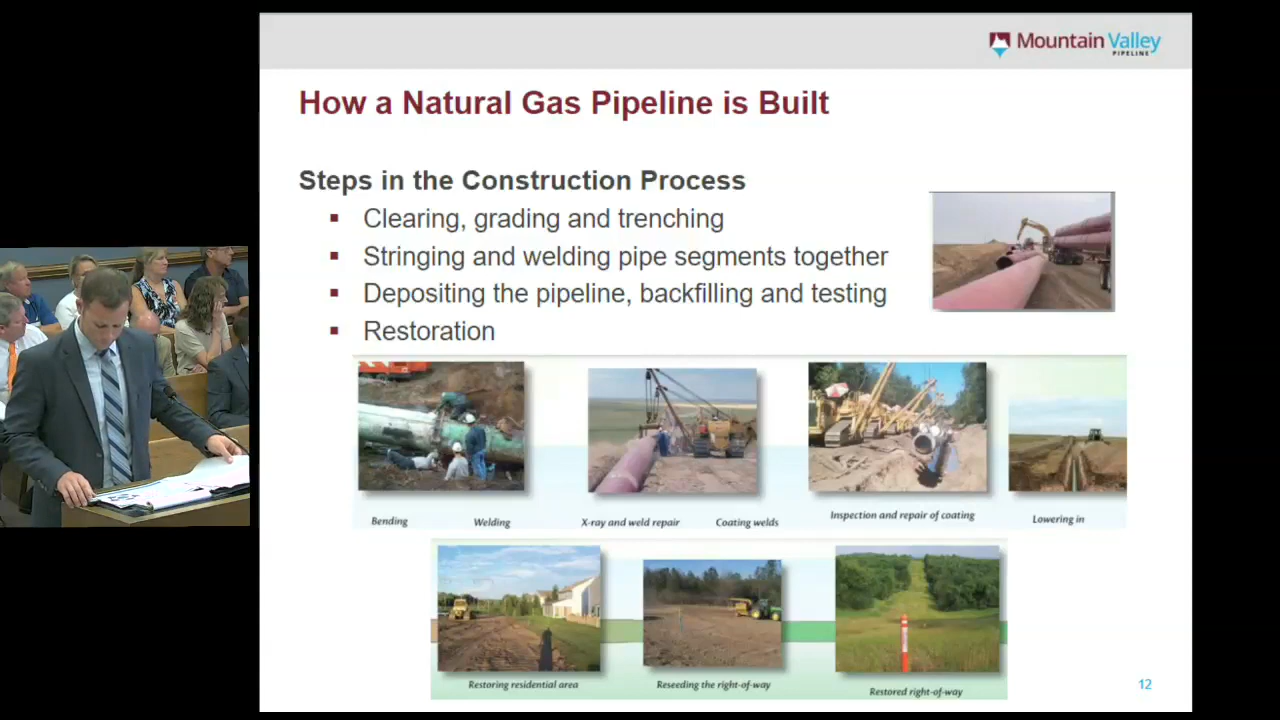 Mountain Valley
PIPELINE
How a Natural Gas Pipeline is Built
Steps in the Construction Process
▪ Clearing, grading and trenching
▪ Stringing and welding pipe segments together
▪ Depositing the pipeline, backfilling and testing
▪ Restoration
Bending Welding X-ray and weld repair Coating welds Inspection and repair of coating Lowering in
Restoring residential area Reseeding the right-of-way Restored right-of-way
12